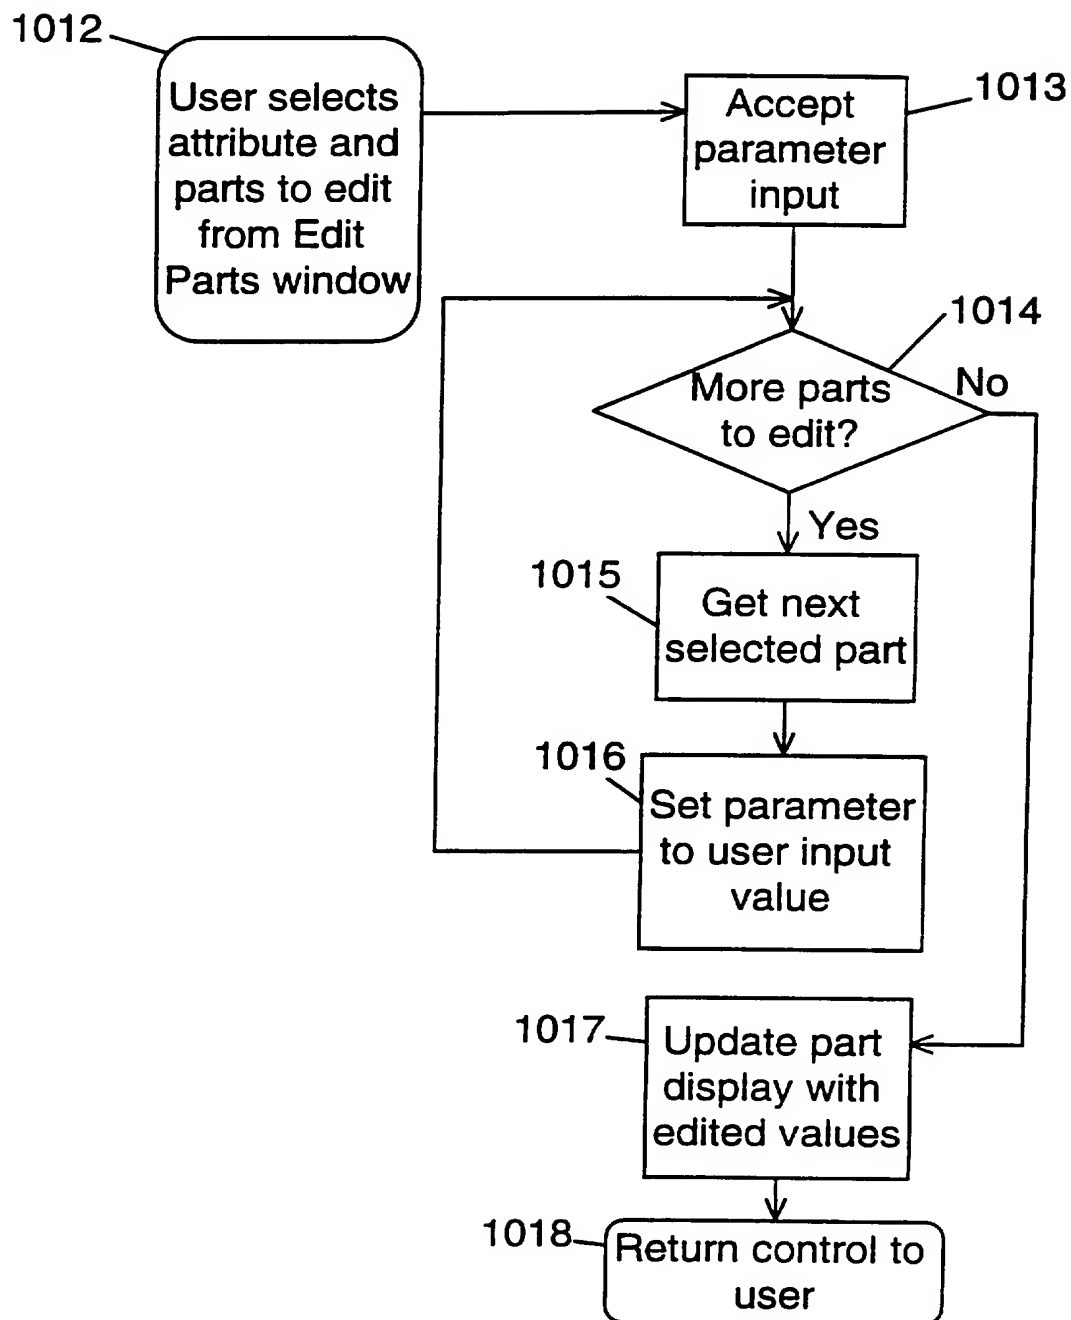 1012
User selects
attribute and
parts to edit
from Edit
Parts window
Accept
parameter
input
1013
1014
More parts
to edit?
No
Yes
1015
Get next
selected part
1016
Set parameter
to user input
value
1017
Update part
display with
edited values
1018
Return control to
user